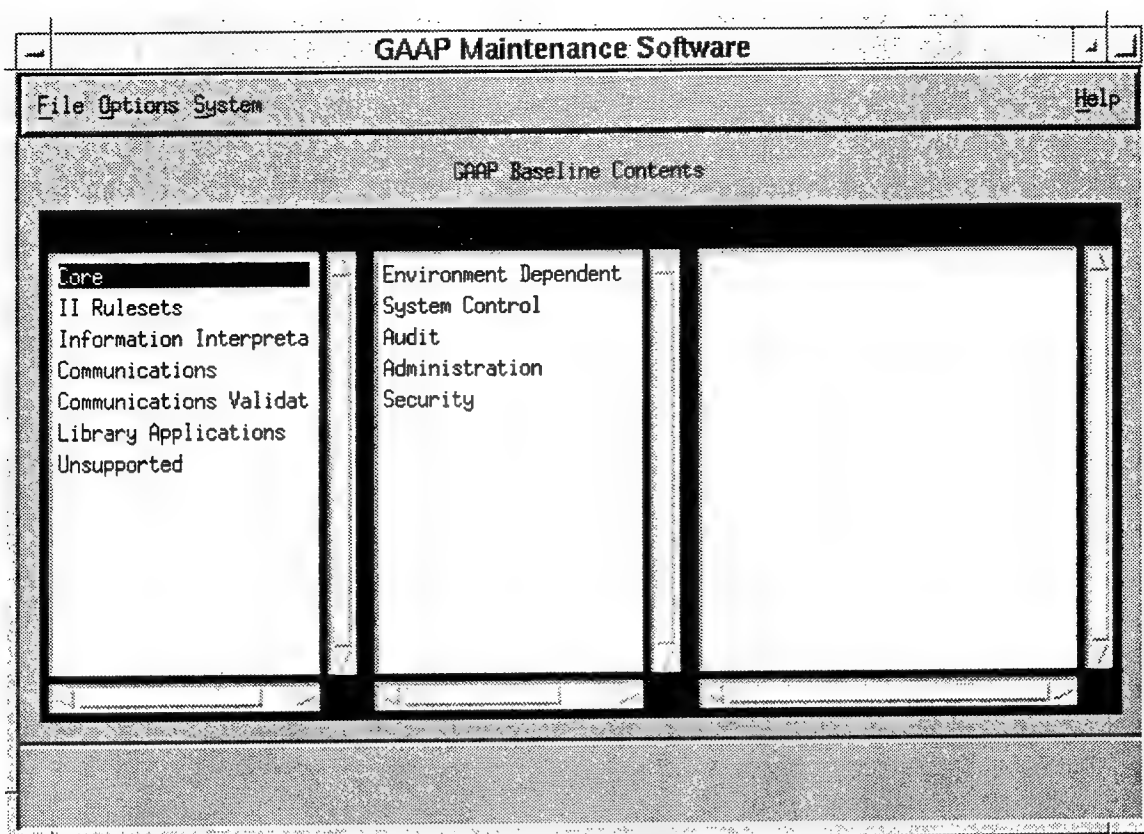 GAAP Maintenance Software
File Options System Help
GAAP Baseline Contents
Core
II Rulesets
Information Interpreta
Communications
Communications Validat
Library Applications
Unsupported
Environment Dependent
System Control
Audit
Administration
Security